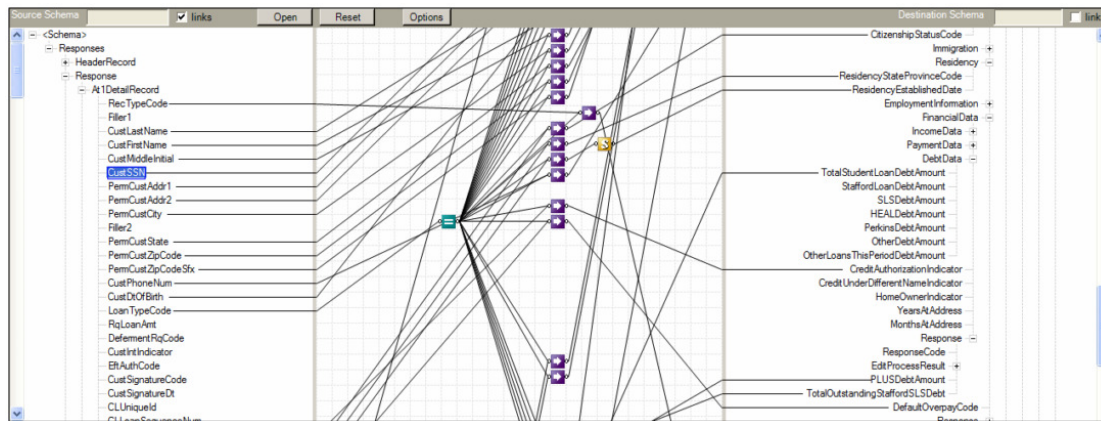 Source Schema links Open Reset Options Destination Schema link
<Schema>
Responses
HeaderRecord
Response
At1DetailRecord
RecTypeCode
Filler1
CustLastName
CustFirstName
CustMiddleInitial
CustSSN
PermCustAddr1
PermCustAddr2
PermCustCity
Filler2
PermCustState
PermCustZipCode
PermCustZipCodeSfx
CustPhoneNum
CustDtOfBirth
LoanTypeCode
RqLoanAmt
DefermentRqCode
CustIntIndicator
EftAuthCode
CustSignatureCode
CustSignatureDt
CLUniqueId
CLLoanSequenceNum
CitizenshipStatusCode
Immigration
Residency
ResidencyStateProvinceCode
ResidencyEstablishedDate
EmploymentInformation
FinancialData
IncomeData
PaymentData
DebtData
TotalStudentLoanDebtAmount
StaffordLoanDebtAmount
SLSDebtAmount
HEALDebtAmount
PerkinsDebtAmount
OtherDebtAmount
OtherLoansThisPeriodDebtAmount
CreditAuthorizationIndicator
CreditUnderDifferentNameIndicator
HomeOwnerIndicator
YearsAtAddress
MonthsAtAddress
Response
ResponseCode
EditProcessResult
PLUSDebtAmount
TotalOutstandingStaffordSLSDebt
DefaultOverpayCode
Response